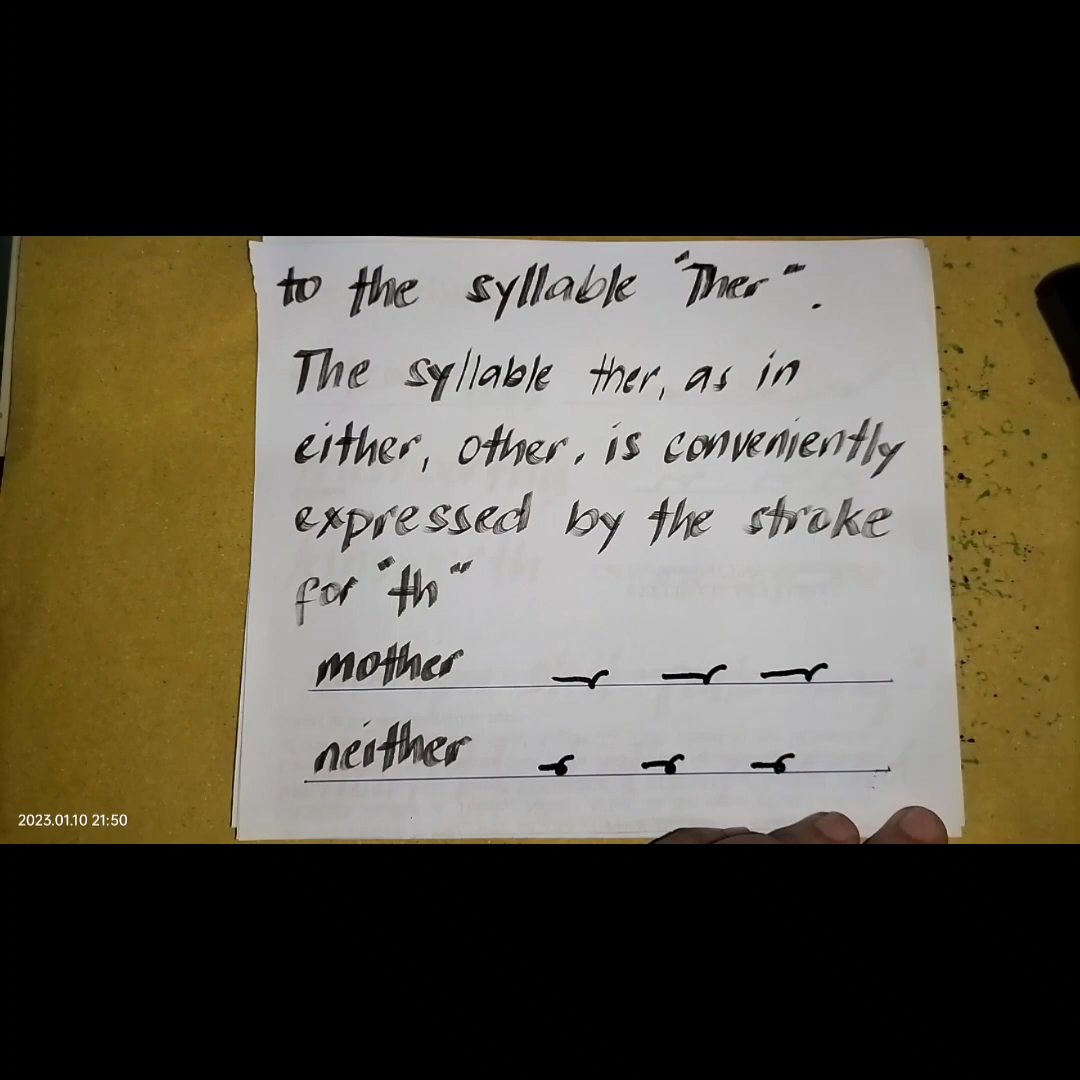 to the syllable "Ther".
The syllable ther, as in
either, other, is conveniently
expressed by the stroke
for "th"
mother
neither
2023.01.10 21:50